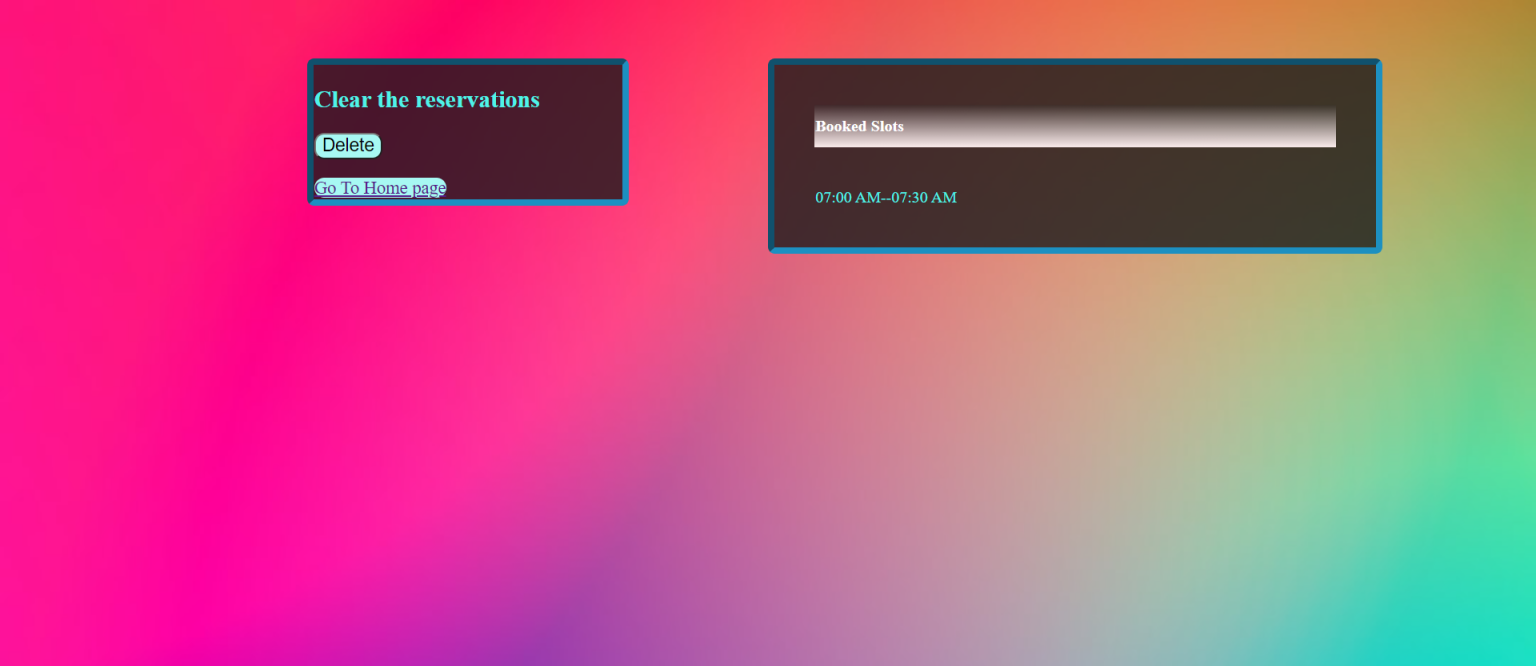 Clear the reservations
Delete
Go To Home page
Booked Slots
07:00 AM--07:30 AM